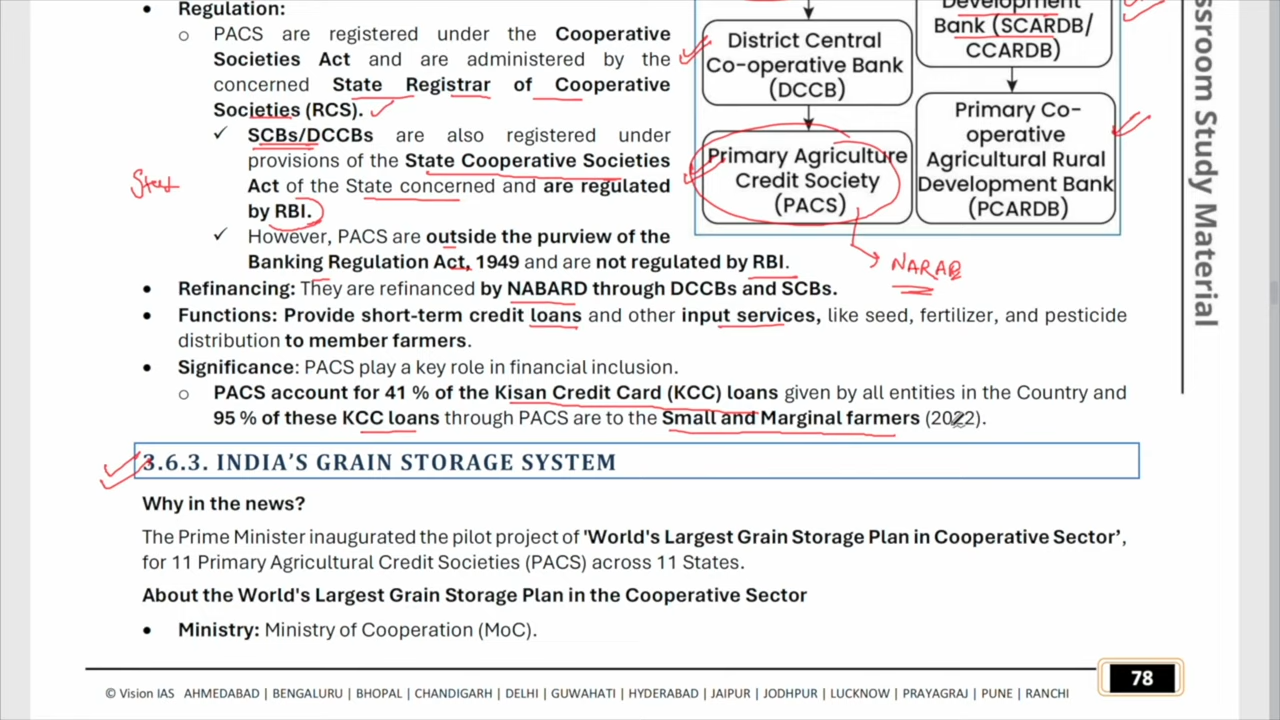 • Regulation:
o PACS are registered under the Cooperative
Societies Act and are administered by the
concerned State Registrar of Cooperative
Societies (RCS).
✓ SCBs/DCCBs are also registered under
provisions of the State Cooperative Societies
Act of the State concerned and are regulated
by RBI.
✓ However, PACS are outside the purview of the
Banking Regulation Act, 1949 and are not regulated by RBI.
Development
Bank (SCARDB/
CCARDB)
District Central
Co-operative Bank
(DCCB)
Primary Agriculture
Credit Society
(PACS)
Primary Co-
operative
Agricultural Rural
Development Bank
(PCARDB)
NABARD
• Refinancing: They are refinanced by NABARD through DCCBs and SCBs.
• Functions: Provide short-term credit loans and other input services, like seed, fertilizer, and pesticide
distribution to member farmers.
• Significance: PACS play a key role in financial inclusion.
o PACS account for 41 % of the Kisan Credit Card (KCC) loans given by all entities in the Country and
95 % of these KCC loans through PACS are to the Small and Marginal farmers (2022).
3.6.3. INDIA'S GRAIN STORAGE SYSTEM
Why in the news?
The Prime Minister inaugurated the pilot project of 'World's Largest Grain Storage Plan in Cooperative Sector',
for 11 Primary Agricultural Credit Societies (PACS) across 11 States.
About the World's Largest Grain Storage Plan in the Cooperative Sector
• Ministry: Ministry of Cooperation (MoC).
© Vision IAS AHMEDABAD | BENGALURU | BHOPAL | CHANDIGARH | DELHI | GUWAHATI | HYDERABAD | JAIPUR | JODHPUR | LUCKNOW | PRAYAGRAJ | PUNE | RANCHI
78
Study Material